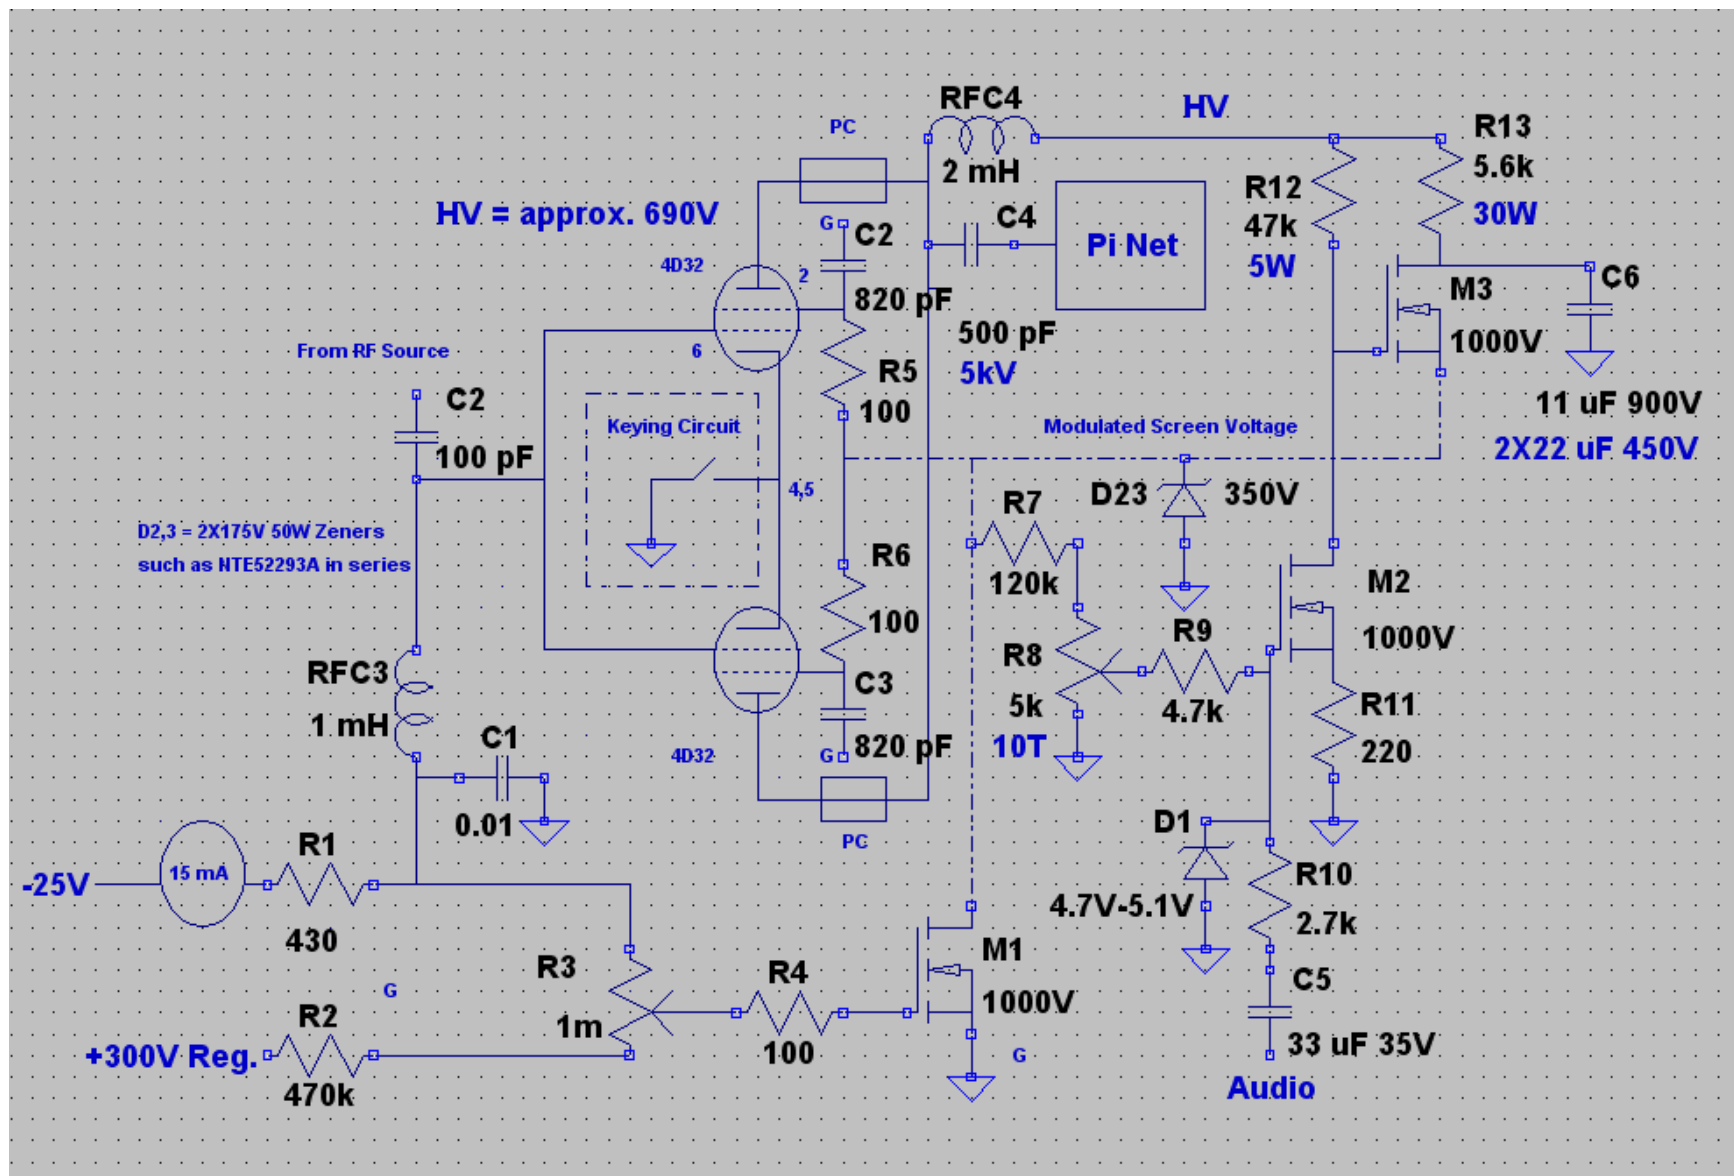 RFC4
HV
R13
PC
5.6k
2 mH
R12
30W
HV = approx. 690V
G
C2
C4
47k
Pi Net
5W
4D32
2
820 pF
M3
C6
500 pF
1000V
From RF Source
6
5kV
R5
C2
100
11 uF 900V
Keying Circuit
Modulated Screen Voltage
2X22 uF 450V
100 pF
4,5
R7
D23
350V
D2,3 = 2X175V 50W Zeners
such as NTE52293A in series
R6
120k
M2
100
R9
1000V
R8
RFC3
C3
5k
4.7k
R11
1 mH
C1
10T
220
4D32
G
820 pF
0.01
D1
R1
PC
-25V
15 mA
4.7V-5.1V
R10
2.7k
430
M1
R3
R4
C5
G
1000V
R2
1m
33 uF 35V
+300V Reg.
100
G
470k
Audio